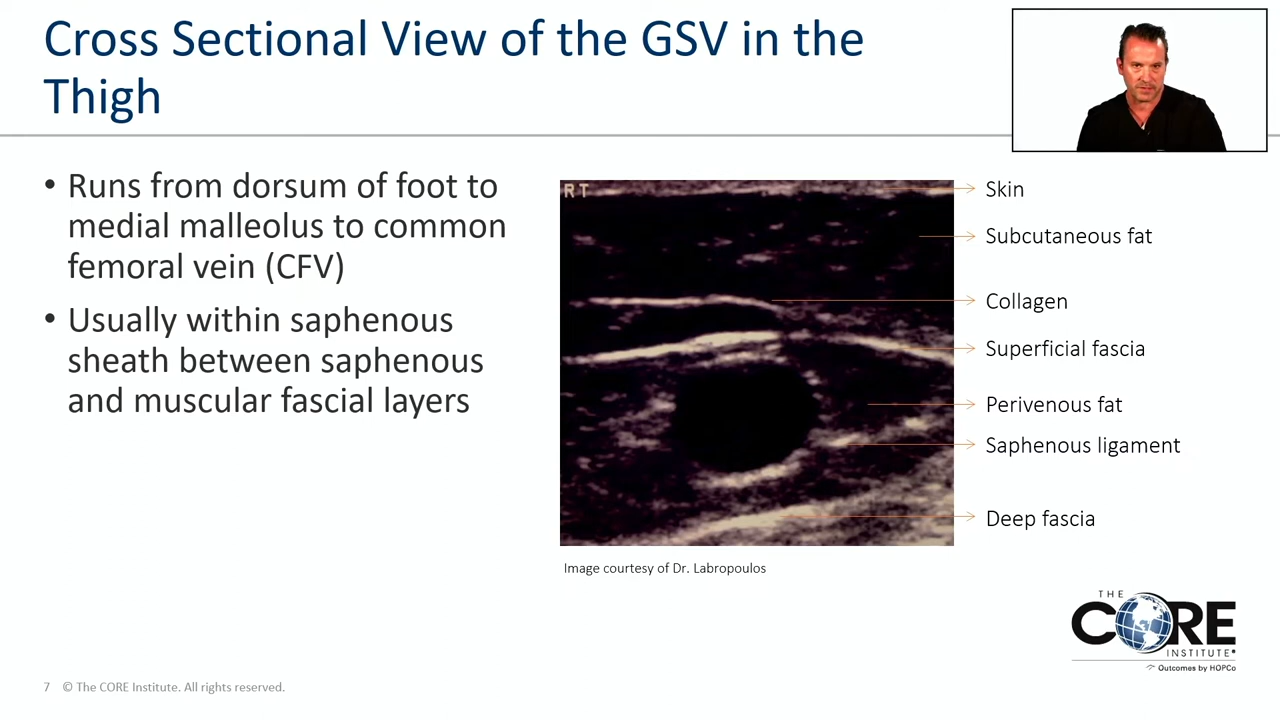 Cross Sectional View of the GSV in the
Thigh
• Runs from dorsum of foot to
medial malleolus to common
femoral vein (CFV)
• Usually within saphenous
sheath between saphenous
and muscular fascial layers
RT
Skin
Subcutaneous fat
Collagen
Superficial fascia
Perivenous fat
Saphenous ligament
Deep fascia
Image courtesy of Dr. Labropoulos
THE
CORE
INSTITUTE®
Outcomes by HOPCo
7 © The CORE Institute. All rights reserved.